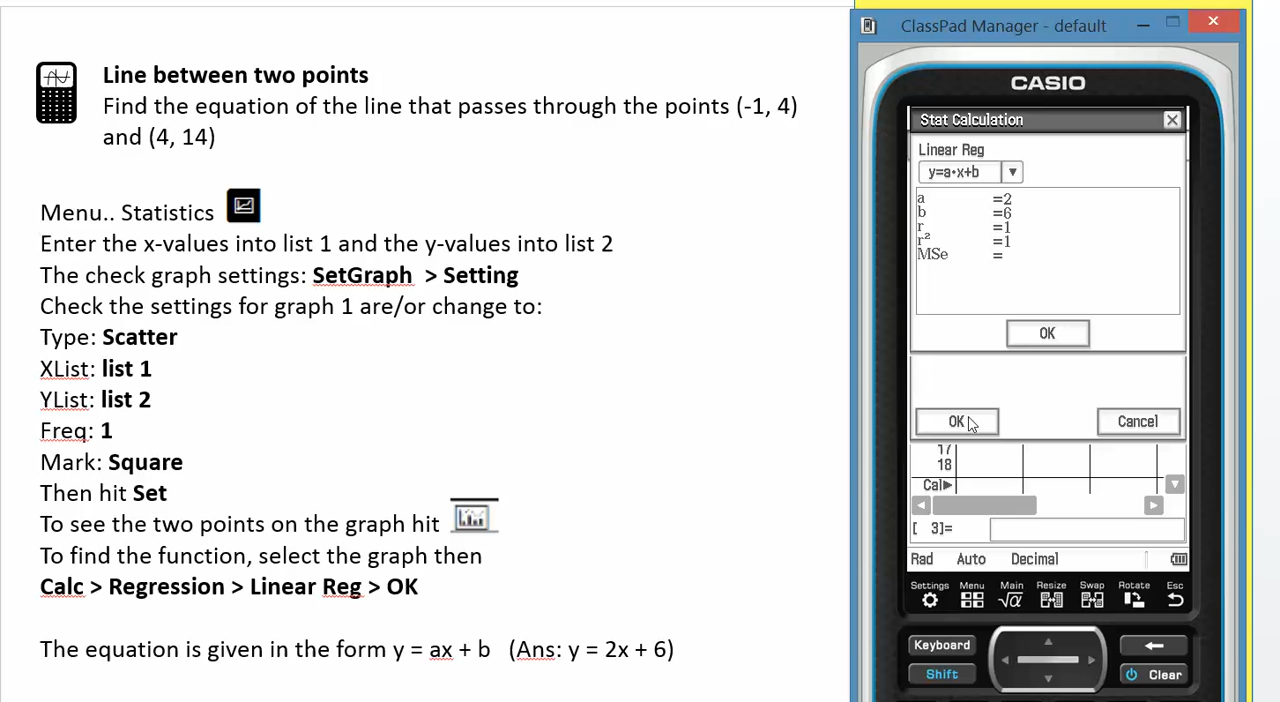 Line between two points
Find the equation of the line that passes through the points (-1, 4)
and (4, 14)
Menu.. Statistics
Enter the x-values into list 1 and the y-values into list 2
The check graph settings: SetGraph > Setting
Check the settings for graph 1 are/or change to:
Type: Scatter
XList: list 1
YList: list 2
Freq: 1
Mark: Square
Then hit Set
To see the two points on the graph hit
To find the function, select the graph then
Calc > Regression > Linear Reg > OK
The equation is given in the form y = ax + b (Ans: y = 2x + 6)
ClassPad Manager - default
CASIO
Stat Calculation
Linear Reg
y=a•x+b
a =2
b =6
r =1
r² =1
MSe =
OK
OK Cancel
17
18
Cal▶
[ 3]=
Rad Auto Decimal
Settings Menu Main Resize Swap Rotate Esc
√α
Keyboard
Shift Clear